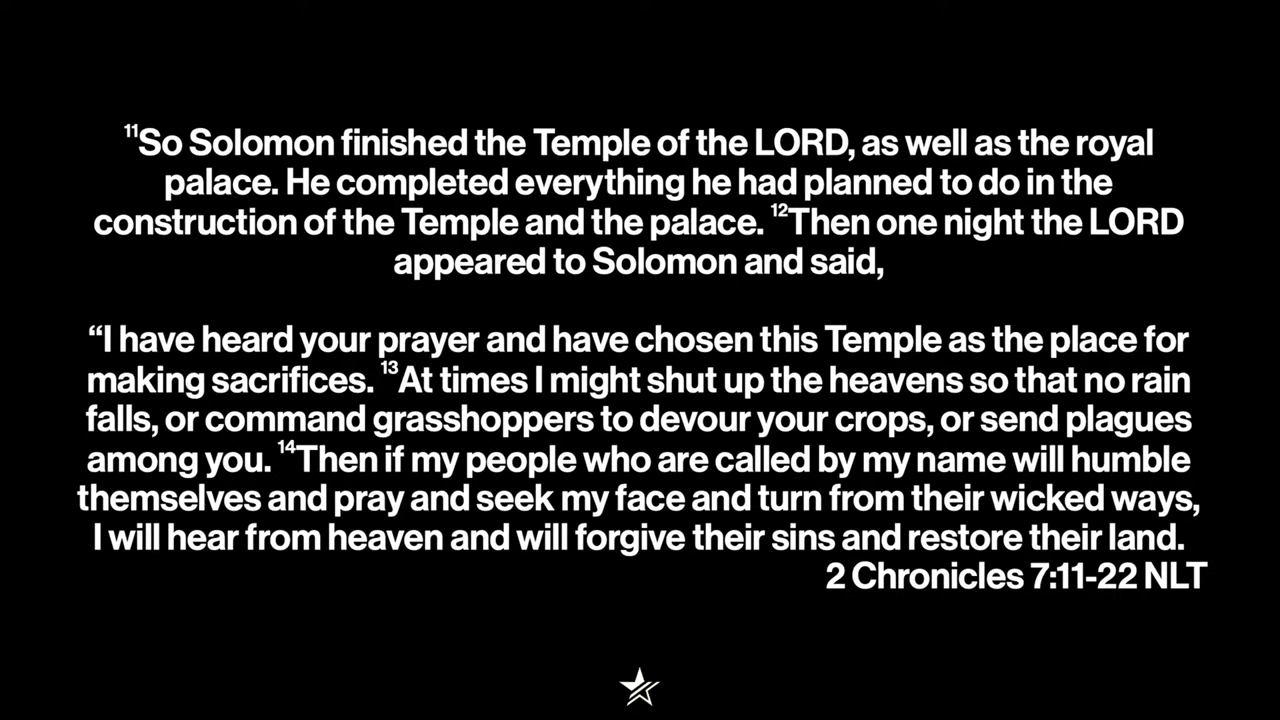 ¹¹So Solomon finished the Temple of the LORD, as well as the royal
palace. He completed everything he had planned to do in the
construction of the Temple and the palace. ¹²Then one night the LORD
appeared to Solomon and said,
“I have heard your prayer and have chosen this Temple as the place for
making sacrifices. ¹³At times I might shut up the heavens so that no rain
falls, or command grasshoppers to devour your crops, or send plagues
among you. ¹⁴Then if my people who are called by my name will humble
themselves and pray and seek my face and turn from their wicked ways,
I will hear from heaven and will forgive their sins and restore their land.
2 Chronicles 7:11-22 NLT